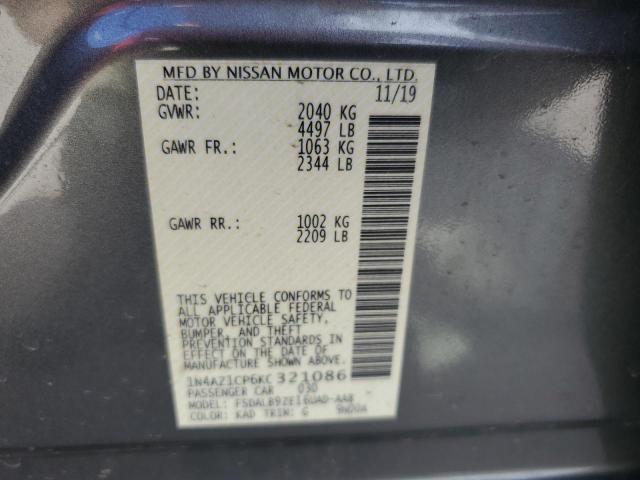 MFD BY NISSAN MOTOR CO., LTD.
DATE: 11/19
GVWR: 2040 KG
4497 LB
GAWR FR.: 1063 KG
2344 LB
GAWR RR.: 1002 KG
2209 LB
THIS VEHICLE CONFORMS TO
ALL APPLICABLE FEDERAL
MOTOR VEHICLE SAFETY,
BUMPER, AND THEFT
PREVENTION STANDARDS IN
EFFECT ON THE DATE OF
MANUFACTURE SHOWN ABOVE.
1N4AZ1CP6KC321086
PASSENGER CAR 030
MODEL:
COLOR: KAD TRIM: G